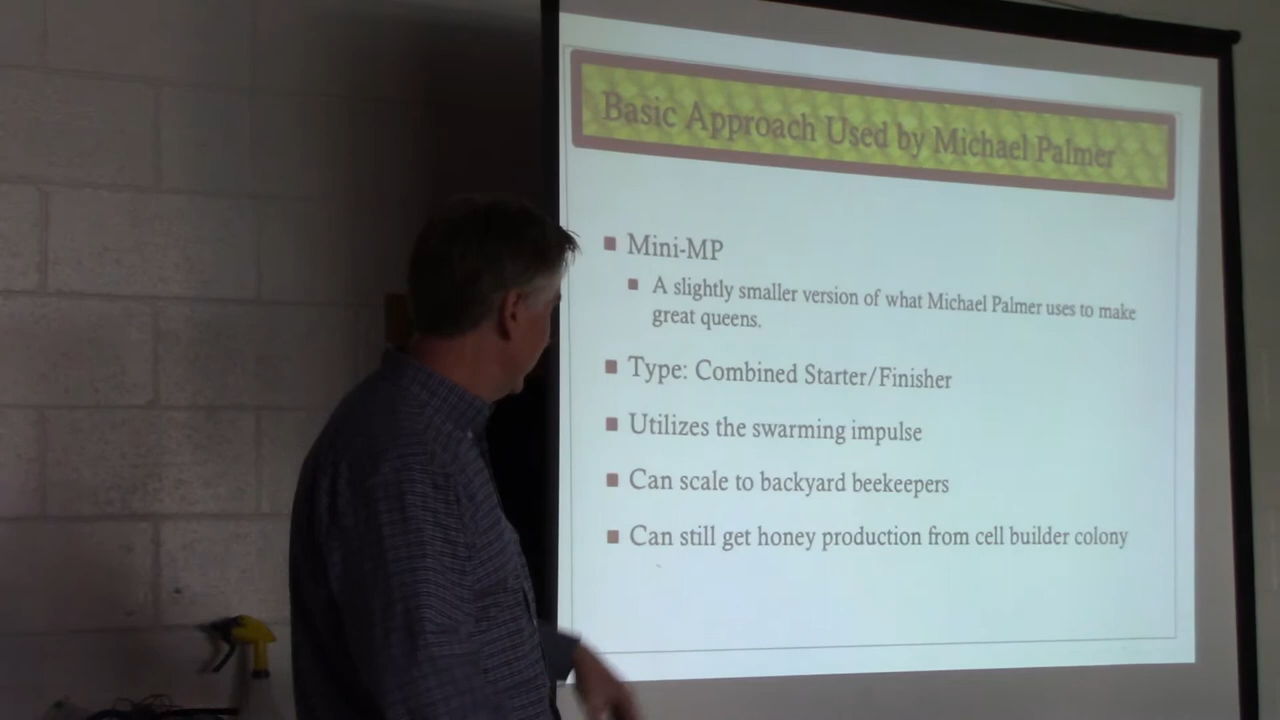 Basic Approach Used by Michael Palmer
Mini-MP
A slightly smaller version of what Michael Palmer uses to make
great queens.
Type: Combined Starter/Finisher
Utilizes the swarming impulse
Can scale to backyard beekeepers
Can still get honey production from cell builder colony